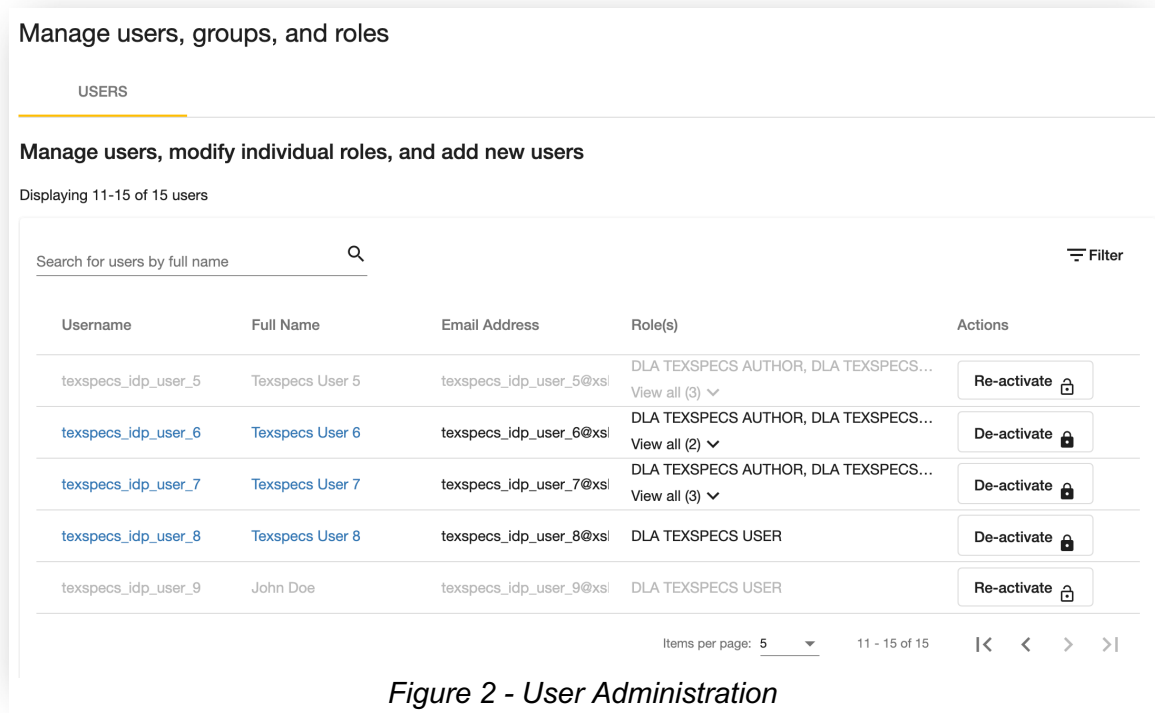 Manage users, groups, and roles
USERS
Manage users, modify individual roles, and add new users
Displaying 11-15 of 15 users
Search for users by full name
Filter
Username Full Name Email Address Role(s) Actions
texspecs_idp_user_5 Texspecs User 5 texspecs_idp_user_5@xsl DLA TEXSPECS AUTHOR, DLA TEXSPECS... Re-activate
View all (3)
texspecs_idp_user_6 Texspecs User 6 texspecs_idp_user_6@xsl DLA TEXSPECS AUTHOR, DLA TEXSPECS... De-activate
View all (2)
texspecs_idp_user_7 Texspecs User 7 texspecs_idp_user_7@xsl DLA TEXSPECS AUTHOR, DLA TEXSPECS... De-activate
View all (3)
texspecs_idp_user_8 Texspecs User 8 texspecs_idp_user_8@xsl DLA TEXSPECS USER De-activate
texspecs_idp_user_9 John Doe texspecs_idp_user_9@xsl DLA TEXSPECS USER Re-activate
Items per page: 5 11 - 15 of 15
Figure 2 - User Administration